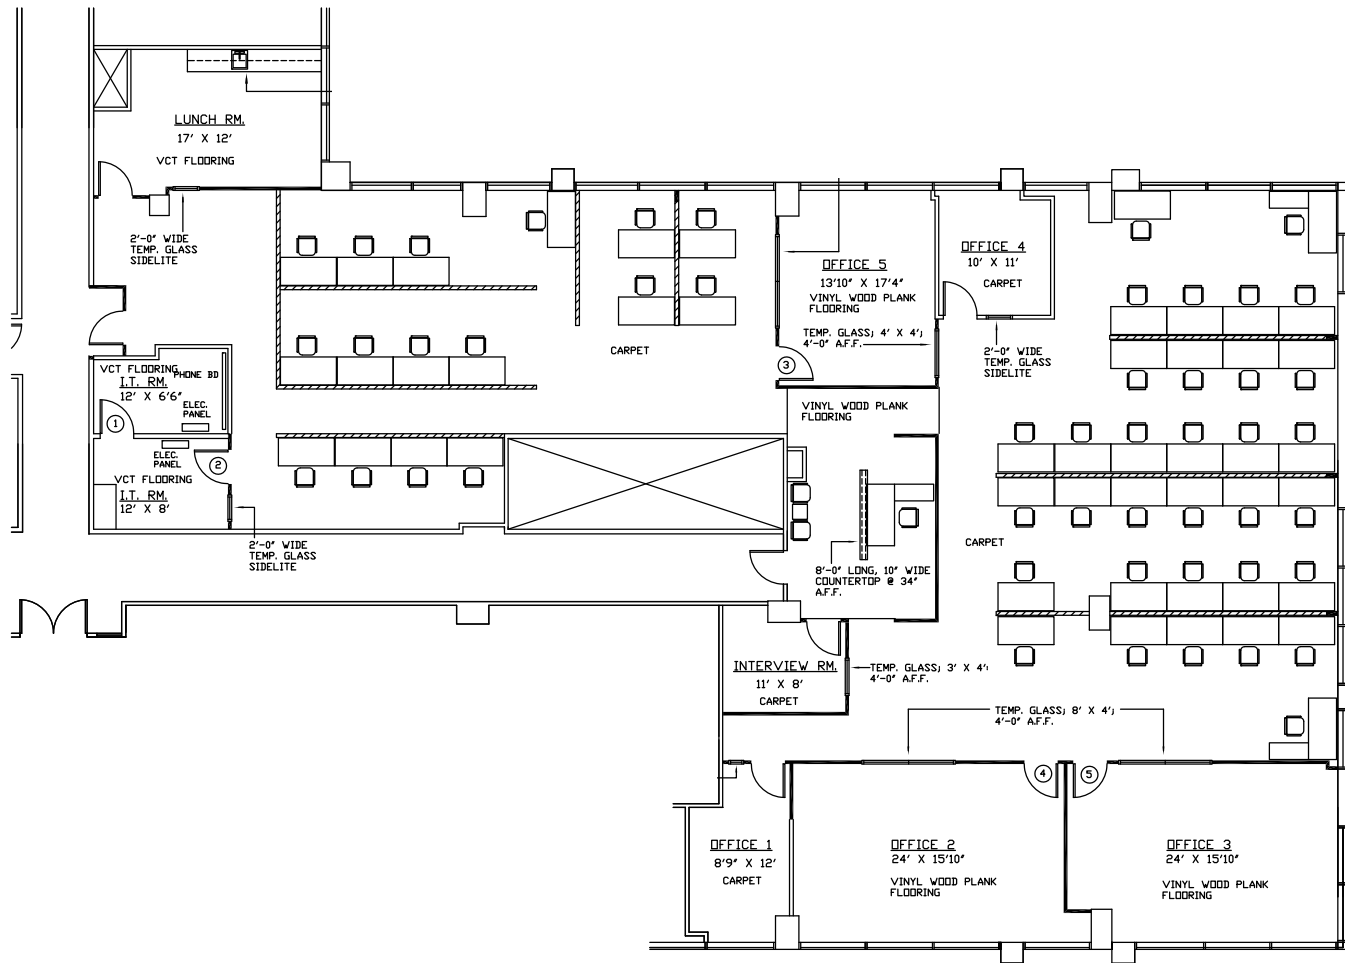 LUNCH RM.
17' X 12'
VCT FLOORING
2'-0" WIDE
TEMP. GLASS
SIDELITE
OFFICE 5
13'10" X 17'4"
VINYL WOOD PLANK
FLOORING
TEMP. GLASS; 4' X 4';
4'-0" A.F.F.
3
OFFICE 4
10' X 11'
CARPET
2'-0" WIDE
TEMP. GLASS
SIDELITE
CARPET
VCT FLOORING
PHONE BD
I.T. RM.
12' X 6'6"
ELEC.
PANEL
1
ELEC.
PANEL
2
VCT FLOORING
I.T. RM.
12' X 8'
2'-0" WIDE
TEMP. GLASS
SIDELITE
VINYL WOOD PLANK
FLOORING
8'-0" LONG, 10" WIDE
COUNTERTOP @ 34"
A.F.F.
CARPET
INTERVIEW RM.
11' X 8'
CARPET
TEMP. GLASS; 3' X 4';
4'-0" A.F.F.
TEMP. GLASS; 8' X 4';
4'-0" A.F.F.
4
5
OFFICE 1
8'9" X 12'
CARPET
OFFICE 2
24' X 15'10"
VINYL WOOD PLANK
FLOORING
OFFICE 3
24' X 15'10"
VINYL WOOD PLANK
FLOORING